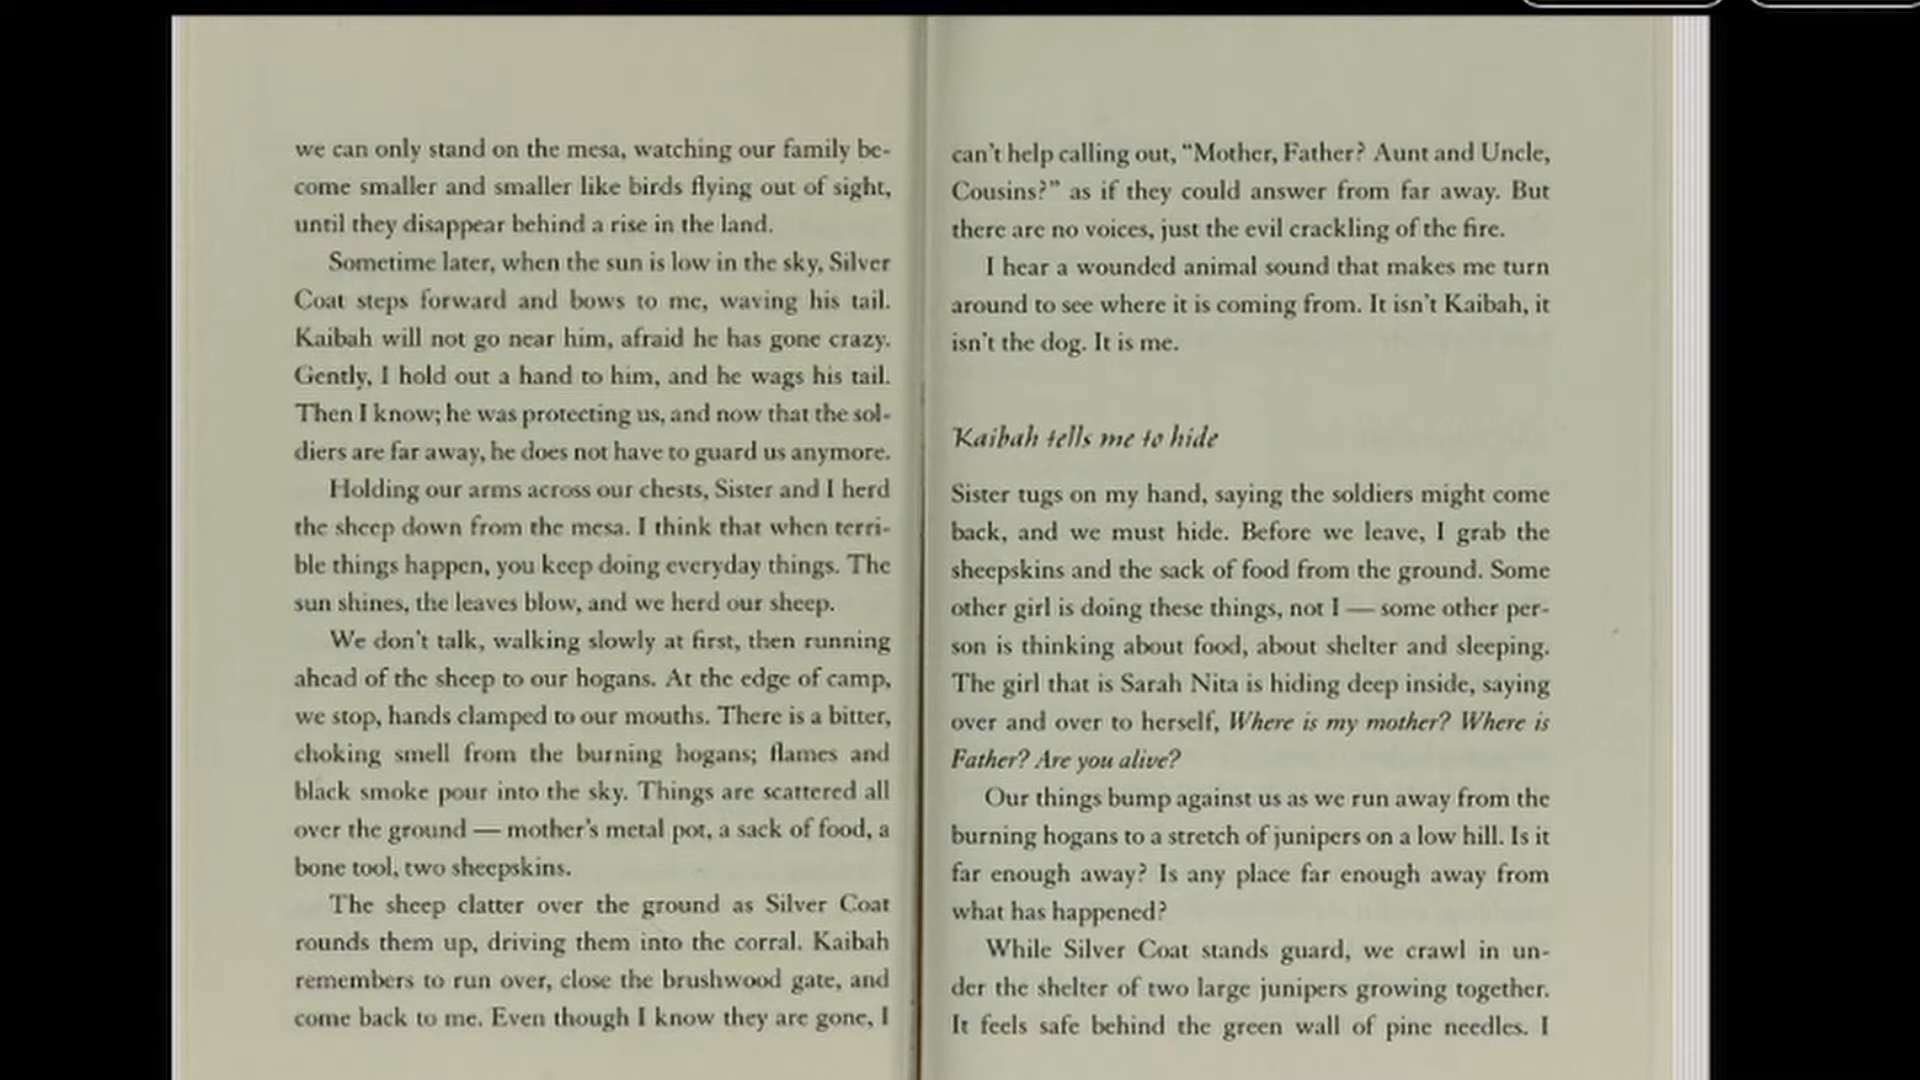 we can only stand on the mesa, watching our family be-
come smaller and smaller like birds flying out of sight,
until they disappear behind a rise in the land.
Sometime later, when the sun is low in the sky, Silver
Coat steps forward and bows to me, waving his tail.
Kaibah will not go near him, afraid he has gone crazy.
Gently, I hold out a hand to him, and he wags his tail.
Then I know; he was protecting us, and now that the sol-
diers are far away, he does not have to guard us anymore.
Holding our arms across our chests, Sister and I herd
the sheep down from the mesa. I think that when terri-
ble things happen, you keep doing everyday things. The
sun shines, the leaves blow, and we herd our sheep.
We don't talk, walking slowly at first, then running
ahead of the sheep to our hogans. At the edge of camp,
we stop, hands clamped to our mouths. There is a bitter,
choking smell from the burning hogans; flames and
black smoke pour into the sky. Things are scattered all
over the ground — mother's metal pot, a sack of food, a
bone tool, two sheepskins.
The sheep clatter over the ground as Silver Coat
rounds them up, driving them into the corral. Kaibah
remembers to run over, close the brushwood gate, and
come back to me. Even though I know they are gone, I
can't help calling out, “Mother, Father? Aunt and Uncle,
Cousins?” as if they could answer from far away. But
there are no voices, just the evil crackling of the fire.
I hear a wounded animal sound that makes me turn
around to see where it is coming from. It isn't Kaibah, it
isn't the dog. It is me.
Kaibah tells me to hide
Sister tugs on my hand, saying the soldiers might come
back, and we must hide. Before we leave, I grab the
sheepskins and the sack of food from the ground. Some
other girl is doing these things, not I — some other per-
son is thinking about food, about shelter and sleeping.
The girl that is Sarah Nita is hiding deep inside, saying
over and over to herself, Where is my mother? Where is
Father? Are you alive?
Our things bump against us as we run away from the
burning hogans to a stretch of junipers on a low hill. Is it
far enough away? Is any place far enough away from
what has happened?
While Silver Coat stands guard, we crawl in un-
der the shelter of two large junipers growing together.
It feels safe behind the green wall of pine needles. I